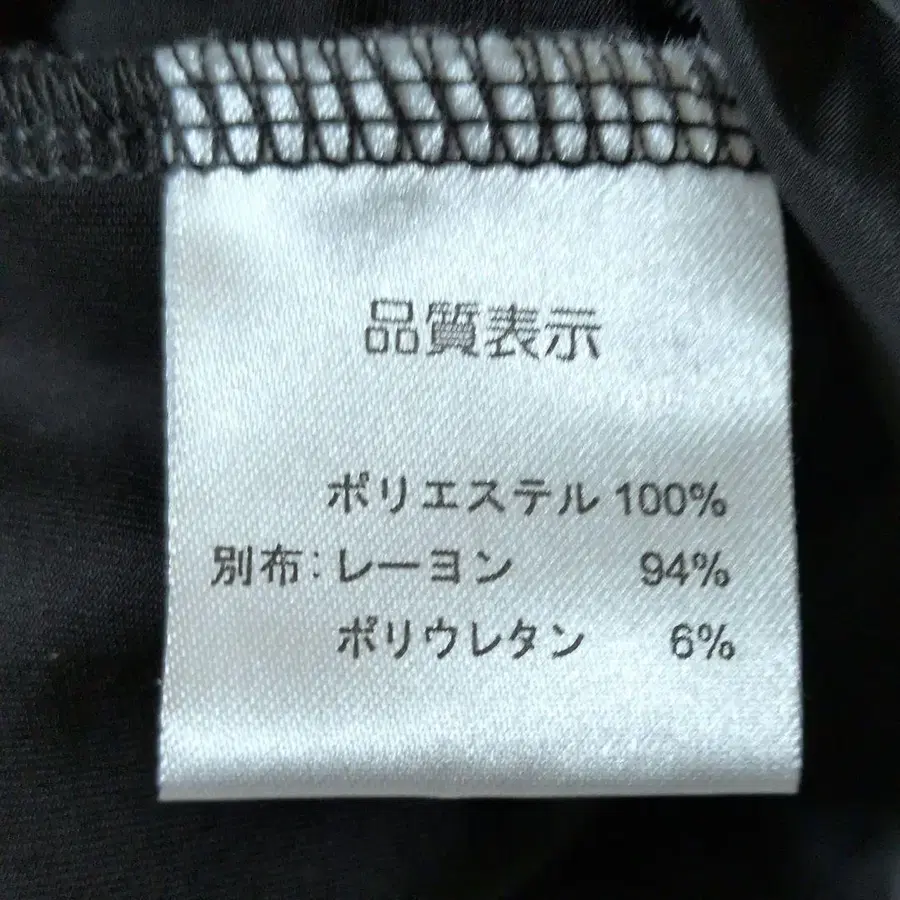 品質表示
ポリエステル 100%
別布：レーヨン 94%
ポリウレタン 6%